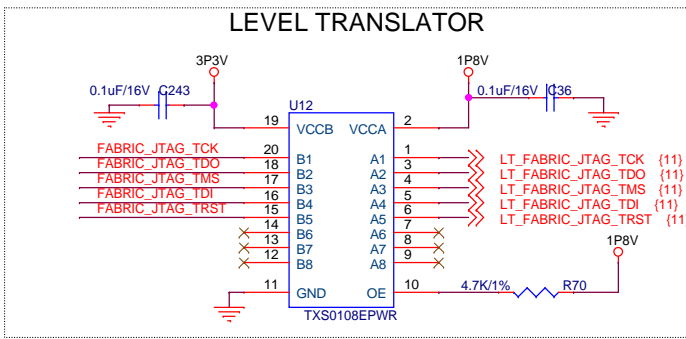 LEVEL TRANSLATOR
3P3V 1P8V
0.1uF/16V C243 0.1uF/16V C36
U12
19 VCCB VCCA 2
FABRIC_JTAG_TCK 20 B1 A1 1 LT_FABRIC_JTAG_TCK {11}
FABRIC_JTAG_TDO 18 B2 A2 3 LT_FABRIC_JTAG_TDO {11}
FABRIC_JTAG_TMS 17 B3 A3 4 LT_FABRIC_JTAG_TMS {11}
FABRIC_JTAG_TDI 16 B4 A4 5 LT_FABRIC_JTAG_TDI {11}
FABRIC_JTAG_TRST 15 B5 A5 6 LT_FABRIC_JTAG_TRST {11
14 B6 A6 7
13 B7 A7 8
12 B8 A8 9
1P8V
11 GND OE 10 4.7K/1% R70
TXS0108EPWR